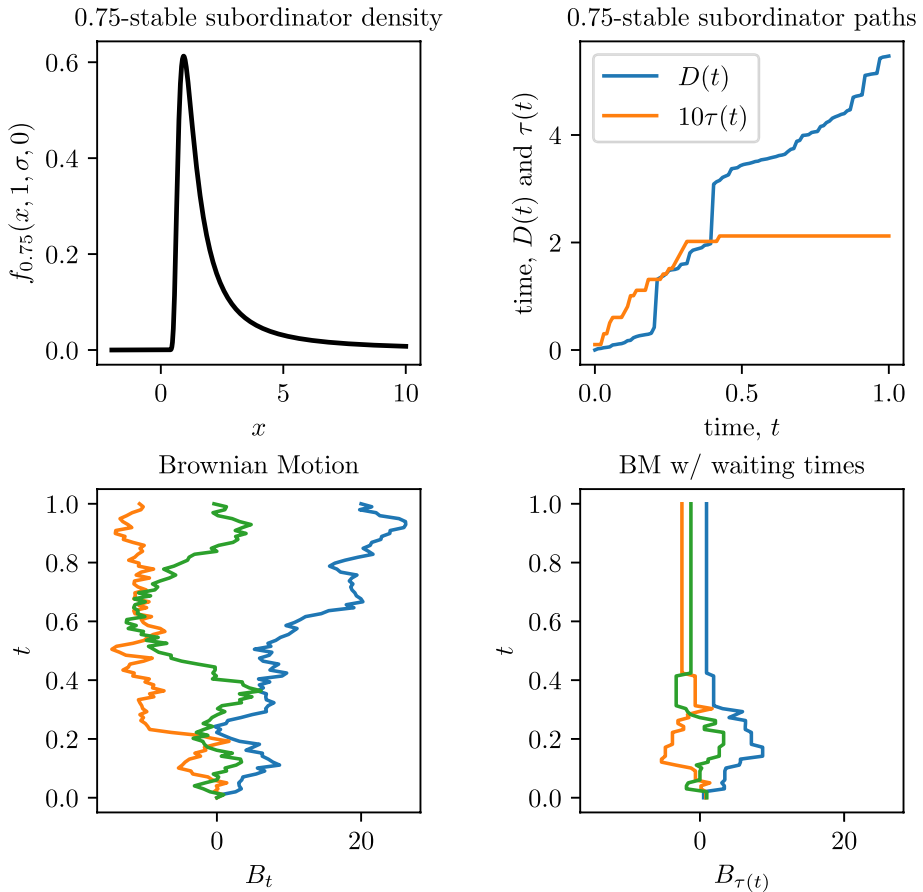 0.75-stable subordinator density
0.6
0.4
0.2
0.0
f_{0.75}(x, 1, σ, 0)
0
5
10
x
0.75-stable subordinator paths
D(t)
10τ(t)
4
2
0
time, D(t) and τ(t)
0.0
0.5
1.0
time, t
Brownian Motion
1.0
0.8
0.6
0.4
0.2
0.0
t
0
20
B_t
BM w/ waiting times
1.0
0.8
0.6
0.4
0.2
0.0
t
0
20
B_{τ(t)}